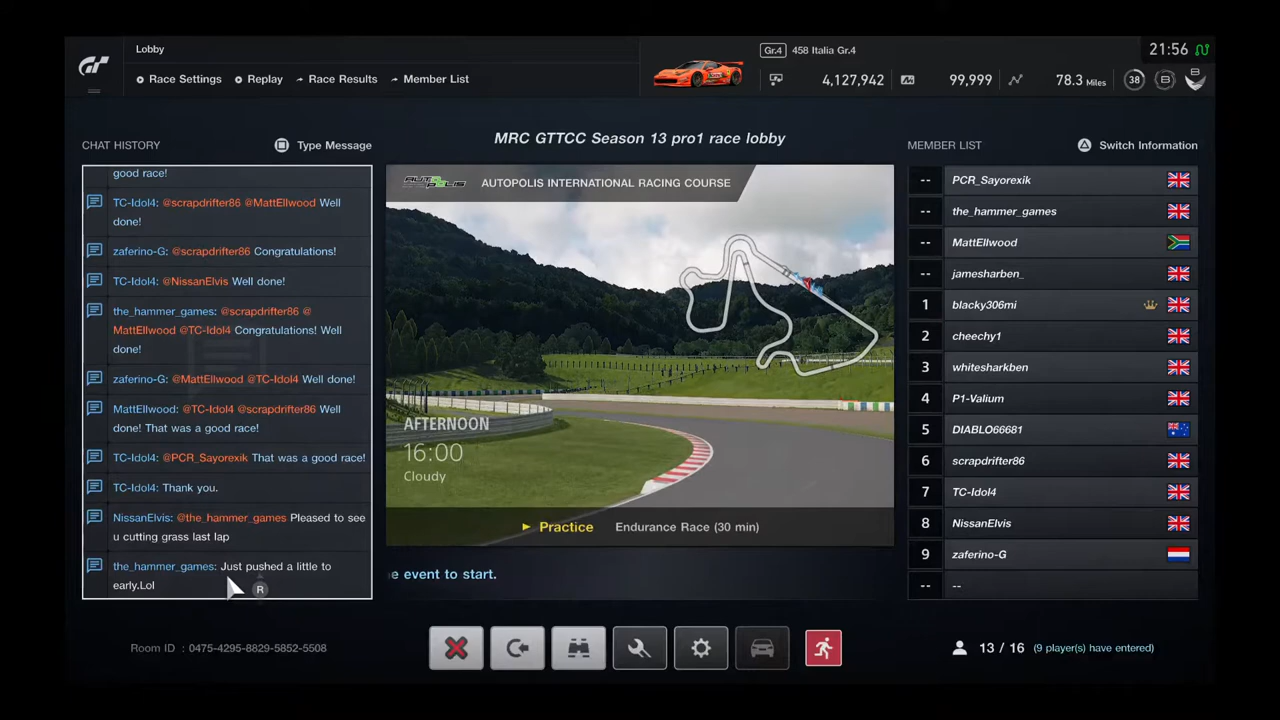 Lobby
Race Settings
Replay
Race Results
Member List
Gr.4
458 Italia Gr.4
4,127,942
99,999
78.3 Miles
38
B
B
21:56
CHAT HISTORY
Type Message
good race!
TC-Idol4: @scrapdrifter86 @MattEllwood Well
done!
zaferino-G: @scrapdrifter86 Congratulations!
TC-Idol4: @NissanElvis Well done!
the_hammer_games: @scrapdrifter86 @
MattEllwood @TC-Idol4 Congratulations! Well
done!
zaferino-G: @MattEllwood @TC-Idol4 Well done!
MattEllwood: @TC-Idol4 @scrapdrifter86 Well
done! That was a good race!
TC-Idol4: @PCR_Sayorexik That was a good race!
TC-Idol4: Thank you.
NissanElvis: @the_hammer_games Pleased to see
u cutting grass last lap
the_hammer_games: Just pushed a little to
early.Lol
R
Room ID : 0475-4295-8829-5852-5508
MRC GTTCC Season 13 pro1 race lobby
AUTOPOLIS
AUTOPOLIS INTERNATIONAL RACING COURSE
AFTERNOON
16:00
Cloudy
Practice
Endurance Race (30 min)
e event to start.
MEMBER LIST
Switch Information
-- PCR_Sayorexik
-- the_hammer_games
-- MattEllwood
-- jamesharben_
1 blacky306mi
2 cheechy1
3 whitesharkben
4 P1-Valium
5 DIABLO66681
6 scrapdrifter86
7 TC-Idol4
8 NissanElvis
9 zaferino-G
-- --
13 / 16 (9 player(s) have entered)